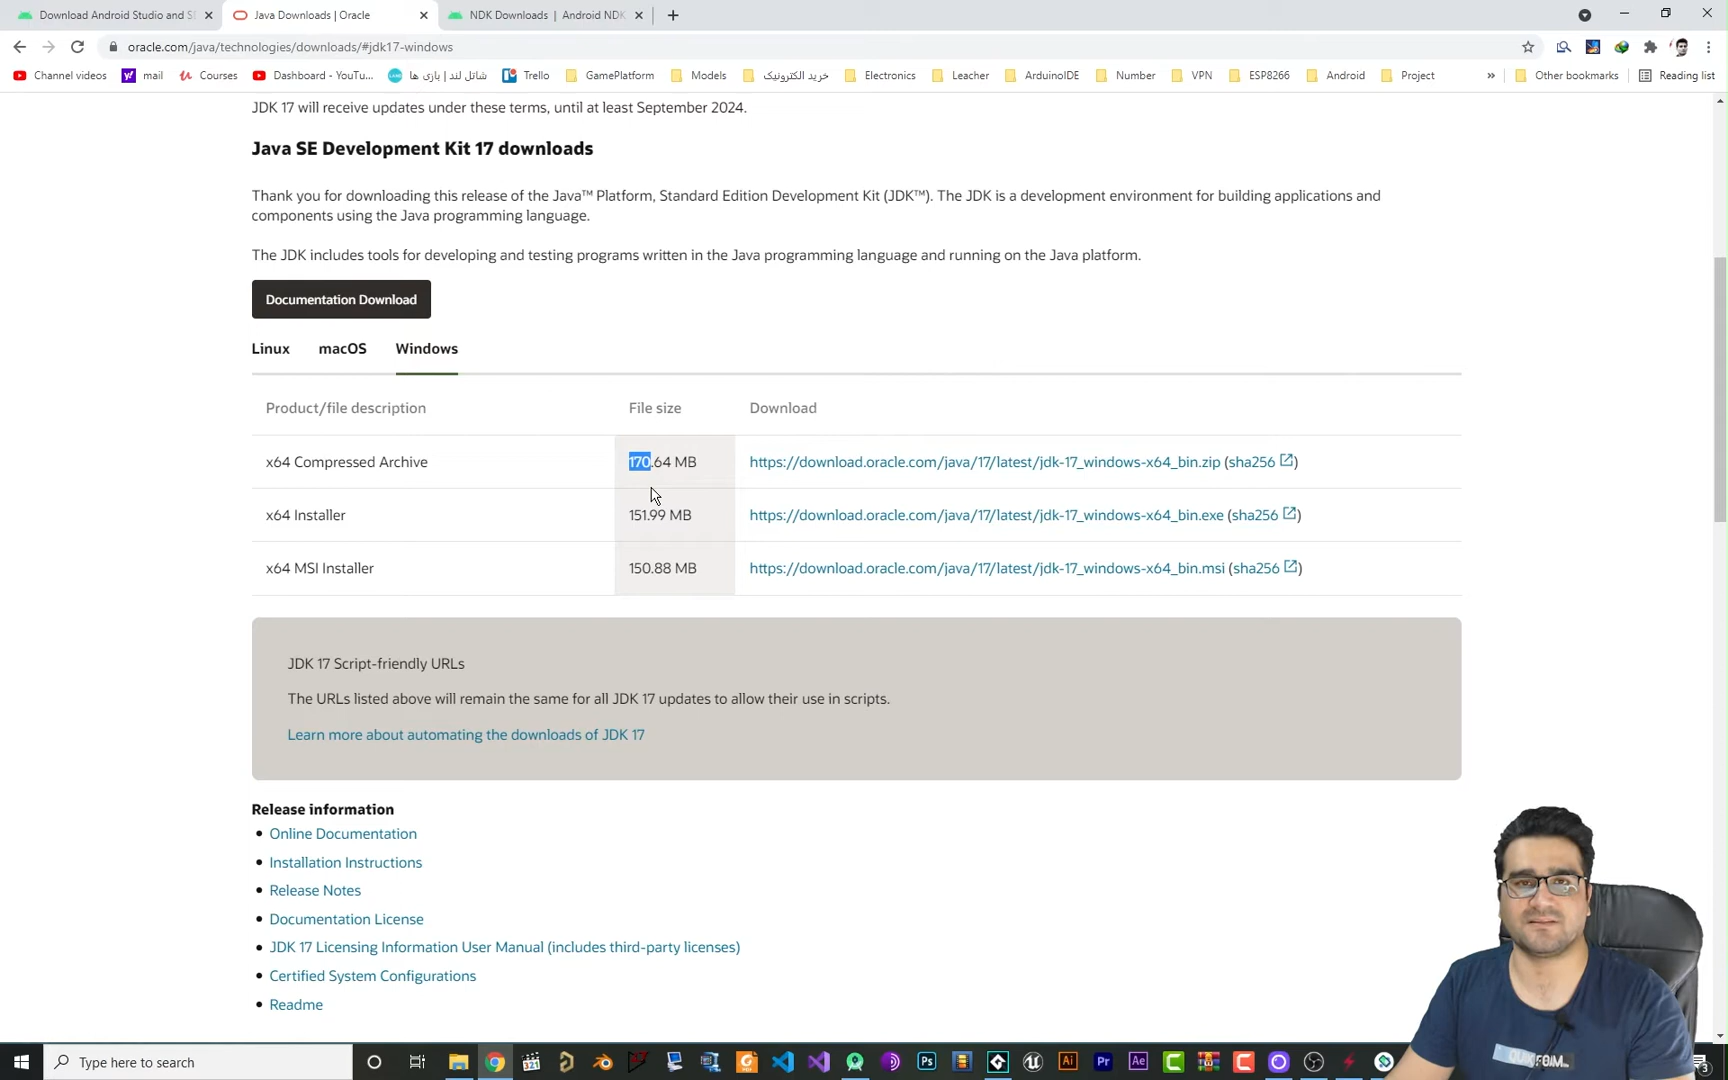 Download Android Studio and S
Java Downloads | Oracle
NDK Downloads | Android NDK
oracle.com/java/technologies/downloads/#jdk17-windows
Channel videos
mail
Courses
Dashboard - YouTu...
شاتل لند | بازی ها
Trello
GamePlatform
Models
خرید الکترونیک
Electronics
Leacher
ArduinoIDE
Number
VPN
ESP8266
Android
Project
»
Other bookmarks
Reading list
JDK 17 will receive updates under these terms, until at least September 2024.
Java SE Development Kit 17 downloads
Thank you for downloading this release of the Java™ Platform, Standard Edition Development Kit (JDK™). The JDK is a development environment for building applications and
components using the Java programming language.
The JDK includes tools for developing and testing programs written in the Java programming language and running on the Java platform.
Documentation Download
Linux macOS Windows
Product/file description File size Download
x64 Compressed Archive 170.64 MB https://download.oracle.com/java/17/latest/jdk-17_windows-x64_bin.zip (sha256)
x64 Installer 151.99 MB https://download.oracle.com/java/17/latest/jdk-17_windows-x64_bin.exe (sha256)
x64 MSI Installer 150.88 MB https://download.oracle.com/java/17/latest/jdk-17_windows-x64_bin.msi (sha256)
JDK 17 Script-friendly URLs
The URLs listed above will remain the same for all JDK 17 updates to allow their use in scripts.
Learn more about automating the downloads of JDK 17
Release information
• Online Documentation
• Installation Instructions
• Release Notes
• Documentation License
• JDK 17 Licensing Information User Manual (includes third-party licenses)
• Certified System Configurations
• Readme
Type here to search